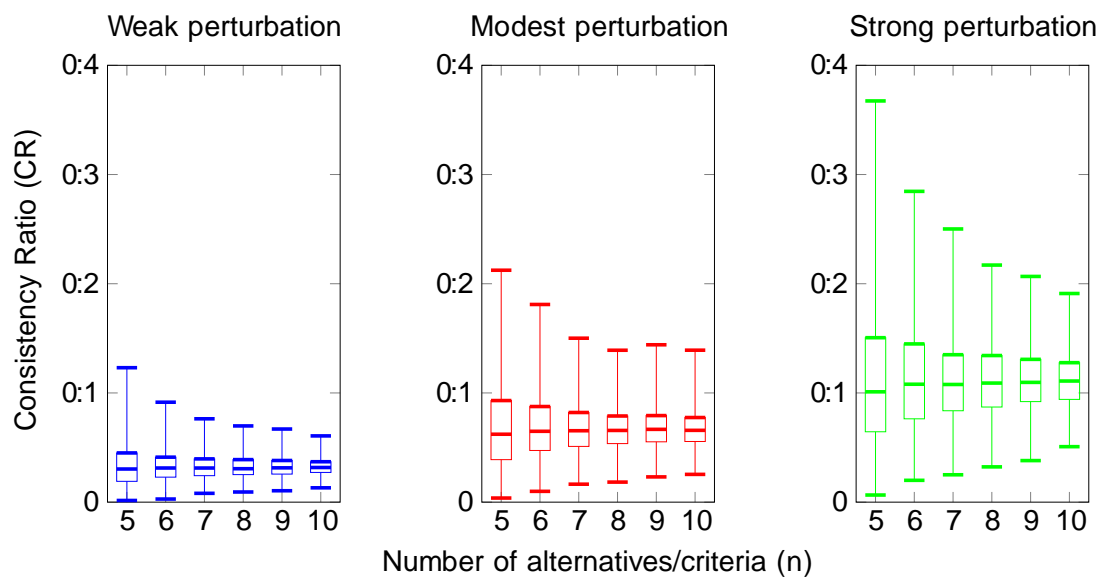 Weak perturbation
Modest perturbation
Strong perturbation
Consistency Ratio (CR)
0:4
0:3
0:2
0:1
0
5 6 7 8 9 10
0:4
0:3
0:2
0:1
0
5 6 7 8 9 10
0:4
0:3
0:2
0:1
0
5 6 7 8 9 10
Number of alternatives/criteria (n)